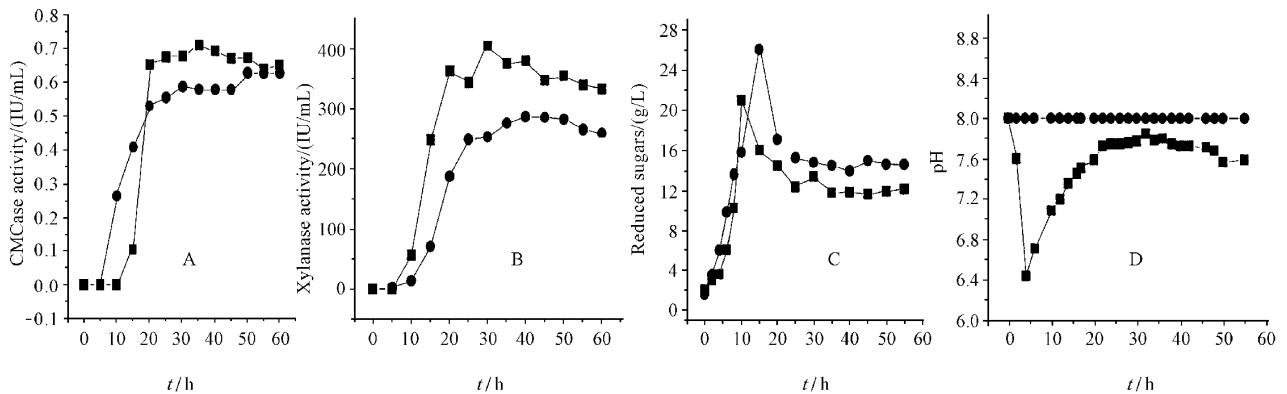 CMCase activity/(IU/mL)
0.8
0.7
0.6
0.5
0.4
0.3
0.2
0.1
0.0
-0.1
A
0 10 20 30 40 50 60
t/h
Xylanase activity/(IU/mL)
400
300
200
100
0
B
0 10 20 30 40 50 60
t/h
Reduced sugars/(g/L)
28
24
20
16
12
8
4
0
C
0 10 20 30 40 50 60
t/h
pH
8.8
8.4
8.0
7.6
7.2
6.8
6.4
6.0
D
0 10 20 30 40 50 60
t/h